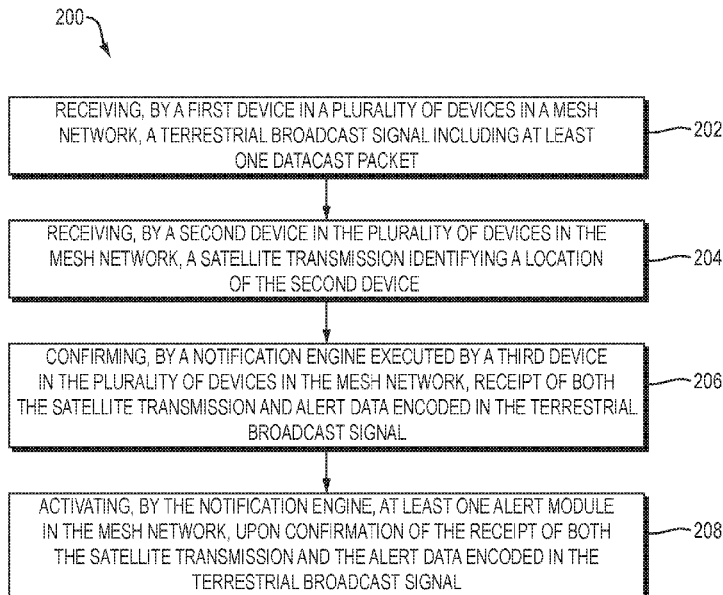 200
RECEIVING, BY A FIRST DEVICE IN A PLURALITY OF DEVICES IN A MESH
NETWORK, A TERRESTRIAL BROADCAST SIGNAL INCLUDING AT LEAST
ONE DATACAST PACKET
202
RECEIVING, BY A SECOND DEVICE IN THE PLURALITY OF DEVICES IN THE
MESH NETWORK, A SATELLITE TRANSMISSION IDENTIFYING A LOCATION
OF THE SECOND DEVICE
204
CONFIRMING, BY A NOTIFICATION ENGINE EXECUTED BY A THIRD DEVICE
IN THE PLURALITY OF DEVICES IN THE MESH NETWORK, RECEIPT OF BOTH
THE SATELLITE TRANSMISSION AND ALERT DATA ENCODED IN THE TERRESTRIAL
BROADCAST SIGNAL
206
ACTIVATING, BY THE NOTIFICATION ENGINE, AT LEAST ONE ALERT MODULE
IN THE MESH NETWORK, UPON CONFIRMATION OF THE RECEIPT OF BOTH
THE SATELLITE TRANSMISSION AND THE ALERT DATA ENCODED IN THE
TERRESTRIAL BROADCAST SIGNAL
208